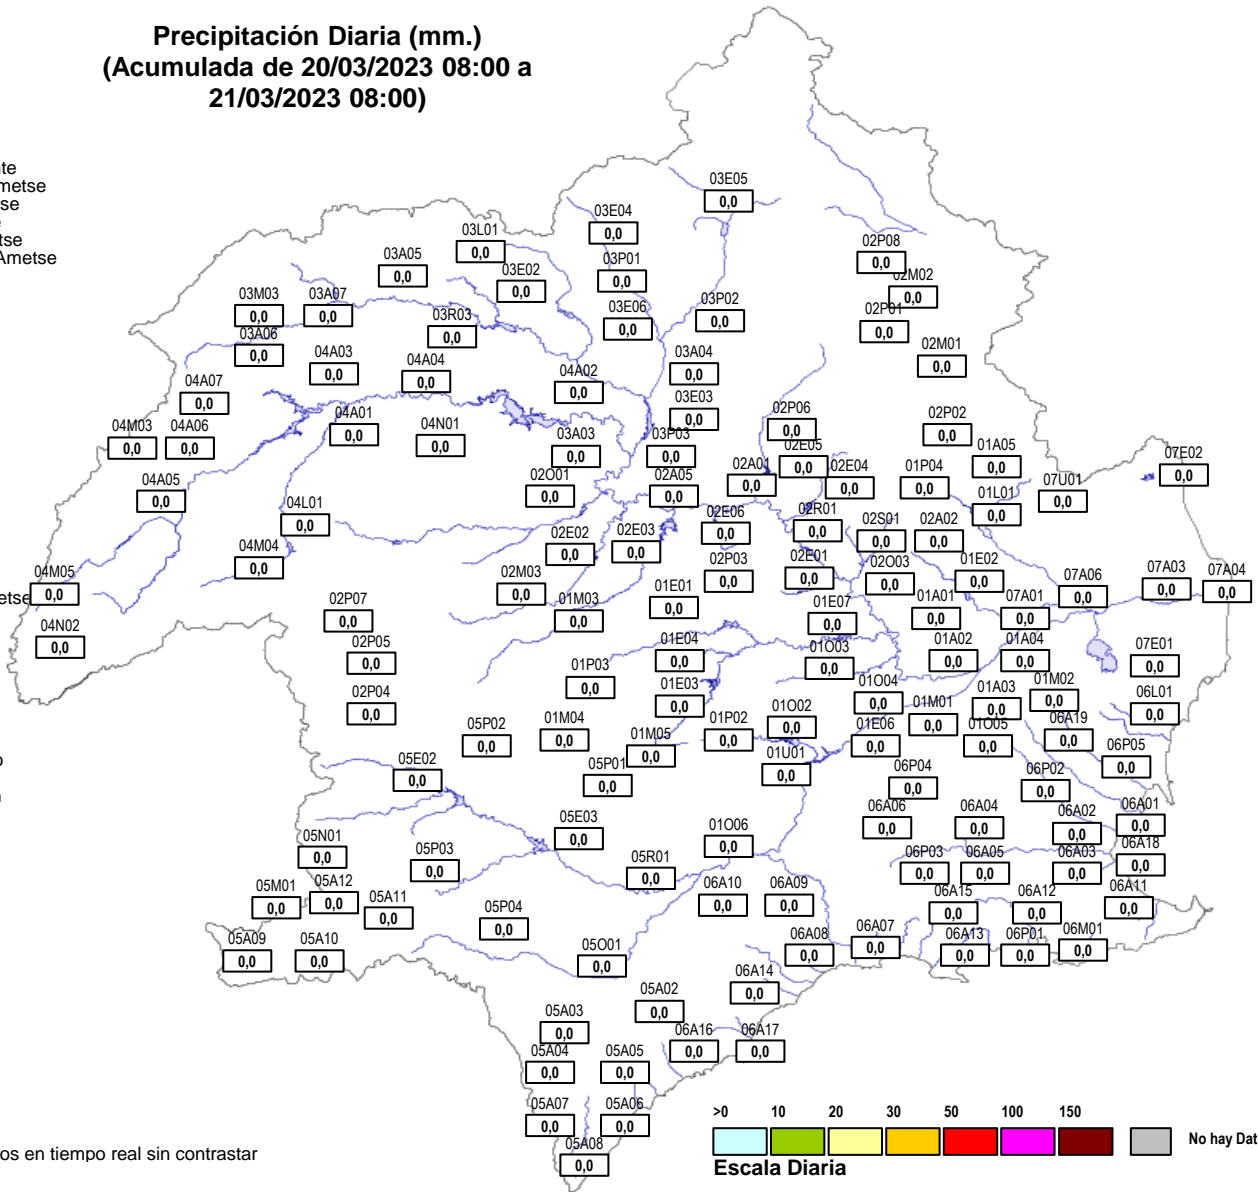 Precipitación Diaria (mm.)
(Acumulada de 20/03/2023 08:00 a
21/03/2023 08:00)
03E05
0,0
03E04
0,0
03L01
0,0
03A05
0,0
03P01
0,0
03E02
0,0
02P08
0,0
02M02
0,0
03M03
0,0
03A07
0,0
03R03
0,0
03E06
0,0
03P02
0,0
02P01
0,0
03A06
0,0
04A03
0,0
04A04
0,0
04A02
0,0
03A04
0,0
02M01
0,0
04A07
0,0
03E03
0,0
04M03
0,0
04A06
0,0
04A01
0,0
04N01
0,0
03A03
0,0
03P03
0,0
02P06
0,0
02E05
0,0
02P02
0,0
01A05
0,0
07E02
0,0
04A05
0,0
02O01
0,0
02A05
0,0
02A01
0,0
02E04
0,0
01P04
0,0
01L01
0,0
07U01
0,0
04L01
0,0
02E06
0,0
02R01
0,0
02S01
0,0
02A02
0,0
04M04
0,0
02E02
0,0
02E03
0,0
02P03
0,0
02E01
0,0
02O03
0,0
01E02
0,0
04M05
0,0
etse
02M03
0,0
01M03
0,0
01E01
0,0
01E07
0,0
01A01
0,0
07A01
0,0
07A06
0,0
07A03
0,0
07A04
0,0
04N02
0,0
02P07
0,0
02P05
0,0
02P04
0,0
01E04
0,0
01P03
0,0
01E03
0,0
01O03
0,0
01A02
0,0
01A04
0,0
07E01
0,0
01O04
0,0
01M01
0,0
01A03
0,0
01M02
0,0
06L01
0,0
05P02
0,0
01M04
0,0
01M05
0,0
01P02
0,0
01O02
0,0
01E06
0,0
01O05
0,0
06A19
0,0
06P05
0,0
05E02
0,0
05P01
0,0
01U01
0,0
06P04
0,0
06P02
0,0
05E03
0,0
01O06
0,0
06A06
0,0
06A04
0,0
06A02
0,0
06A01
0,0
05N01
0,0
05P03
0,0
05R01
0,0
06P03
0,0
06A05
0,0
06A03
0,0
06A18
0,0
05M01
0,0
05A12
0,0
05A11
0,0
05P04
0,0
06A10
0,0
06A09
0,0
06A15
0,0
06A12
0,0
06A11
0,0
05A09
0,0
05A10
0,0
05O01
0,0
06A08
0,0
06A07
0,0
06A13
0,0
06P01
0,0
06M01
0,0
06A14
0,0
05A02
0,0
05A03
0,0
06A16
0,0
06A17
0,0
05A04
0,0
05A05
0,0
05A07
0,0
05A06
0,0
05A08
0,0
>0 10 20 30 50 100 150
No hay Dat
Escala Diaria
os en tiempo real sin contrastar